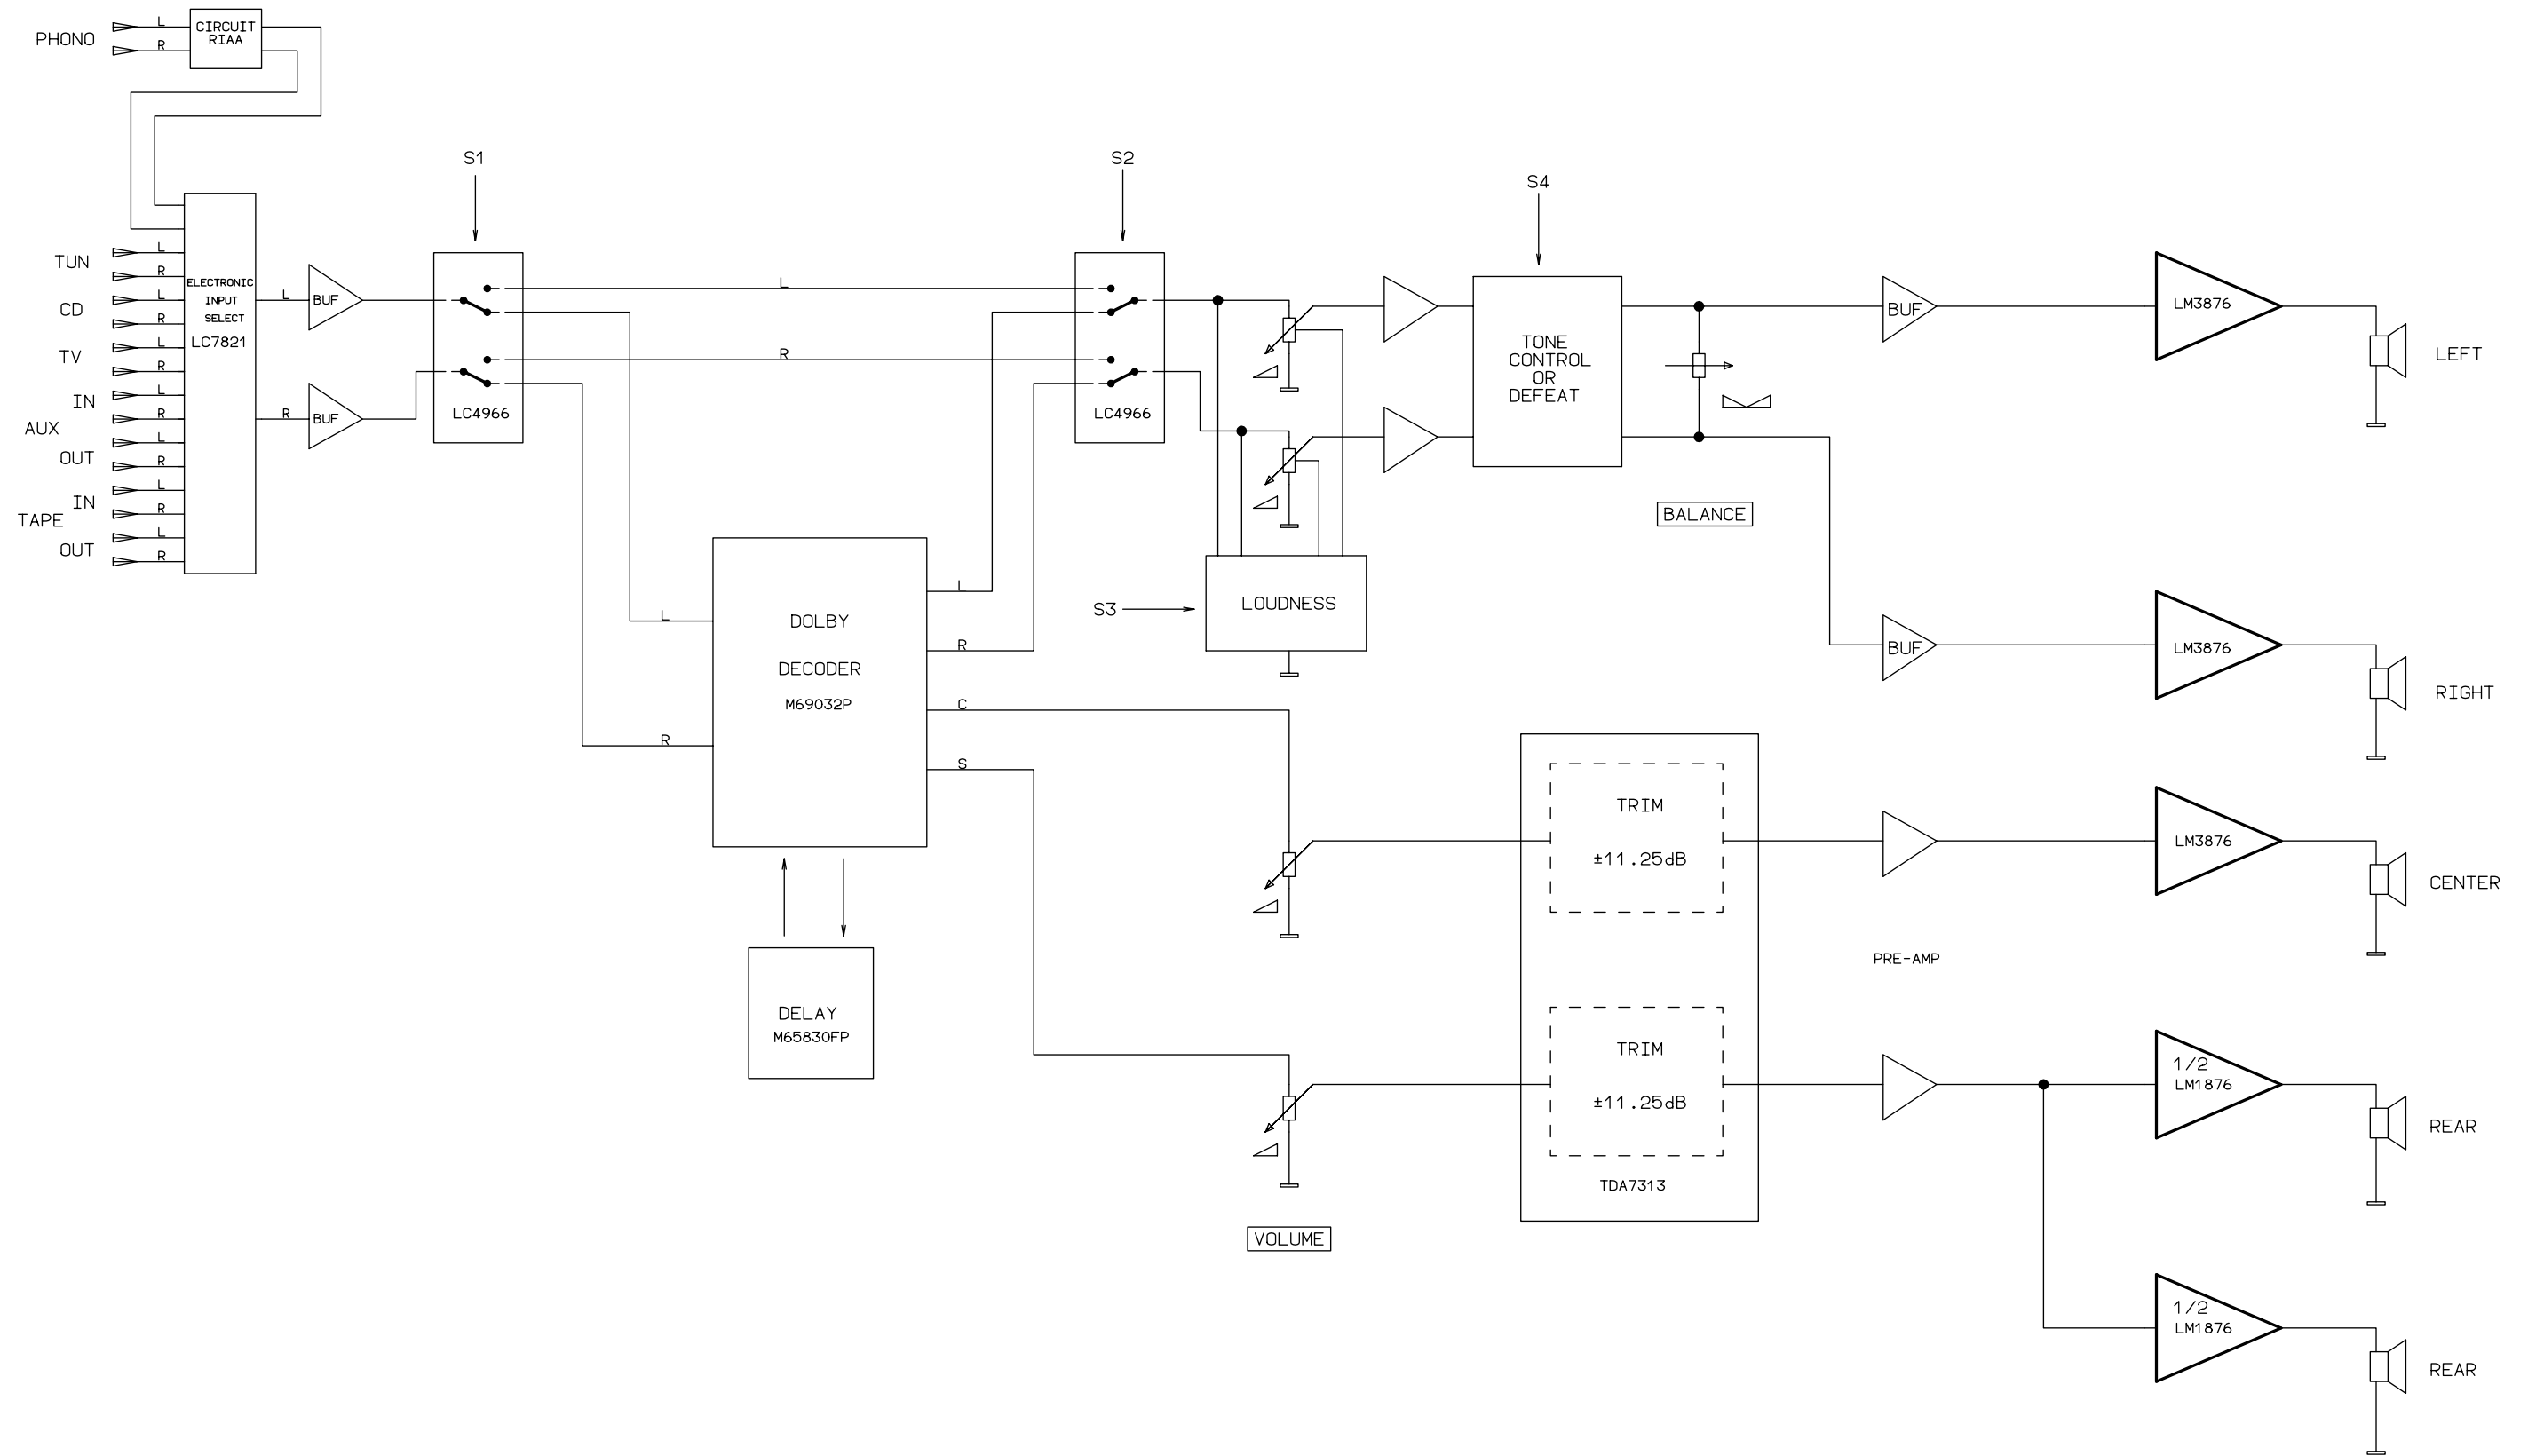 PHONO
L
R
CIRCUIT
RIAA
S1
S2
S4
TUN
L
R
CD
L
R
TV
L
R
AUX
IN
L
R
OUT
L
R
TAPE
IN
L
R
OUT
L
R
ELECTRONIC
INPUT
SELECT
LC7821
L
BUF
R
BUF
LC4966
L
R
LC4966
TONE
CONTROL
OR
DEFEAT
BALANCE
BUF
LM3876
LEFT
BUF
LM3876
RIGHT
S3
LOUDNESS
L
R
DOLBY
DECODER
M69032P
L
R
C
S
DELAY
M65830FP
VOLUME
TRIM
±11.25dB
TRIM
±11.25dB
TDA7313
PRE-AMP
LM3876
CENTER
1/2
LM1876
REAR
1/2
LM1876
REAR